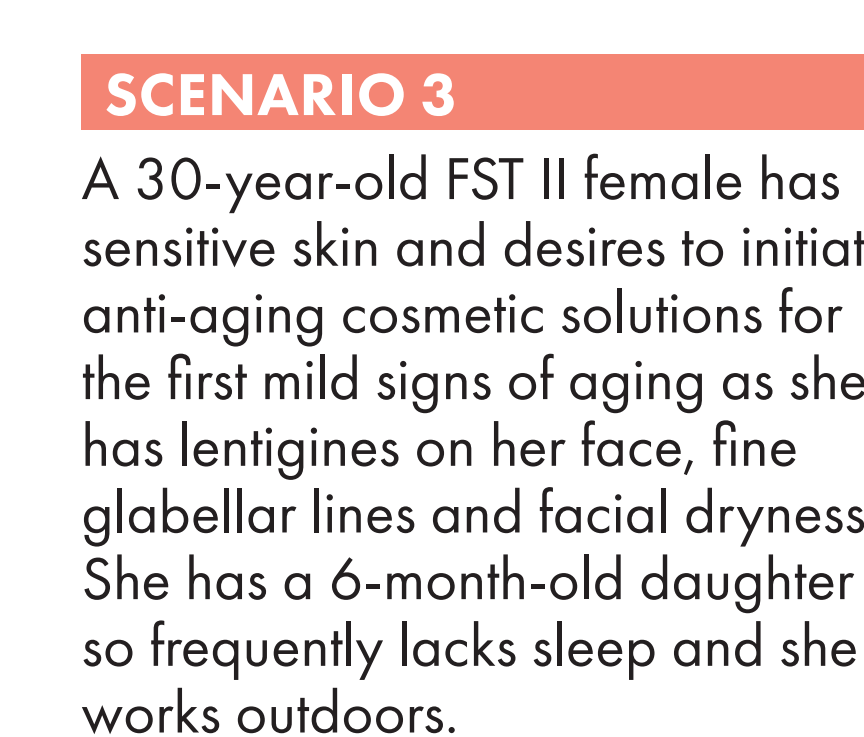 SCENARIO 3
A 30-year-old FST II female has
sensitive skin and desires to initiat
anti-aging cosmetic solutions for
the first mild signs of aging as she
has lentigines on her face, fine
glabellar lines and facial dryness
She has a 6-month-old daughter
so frequently lacks sleep and she
works outdoors.